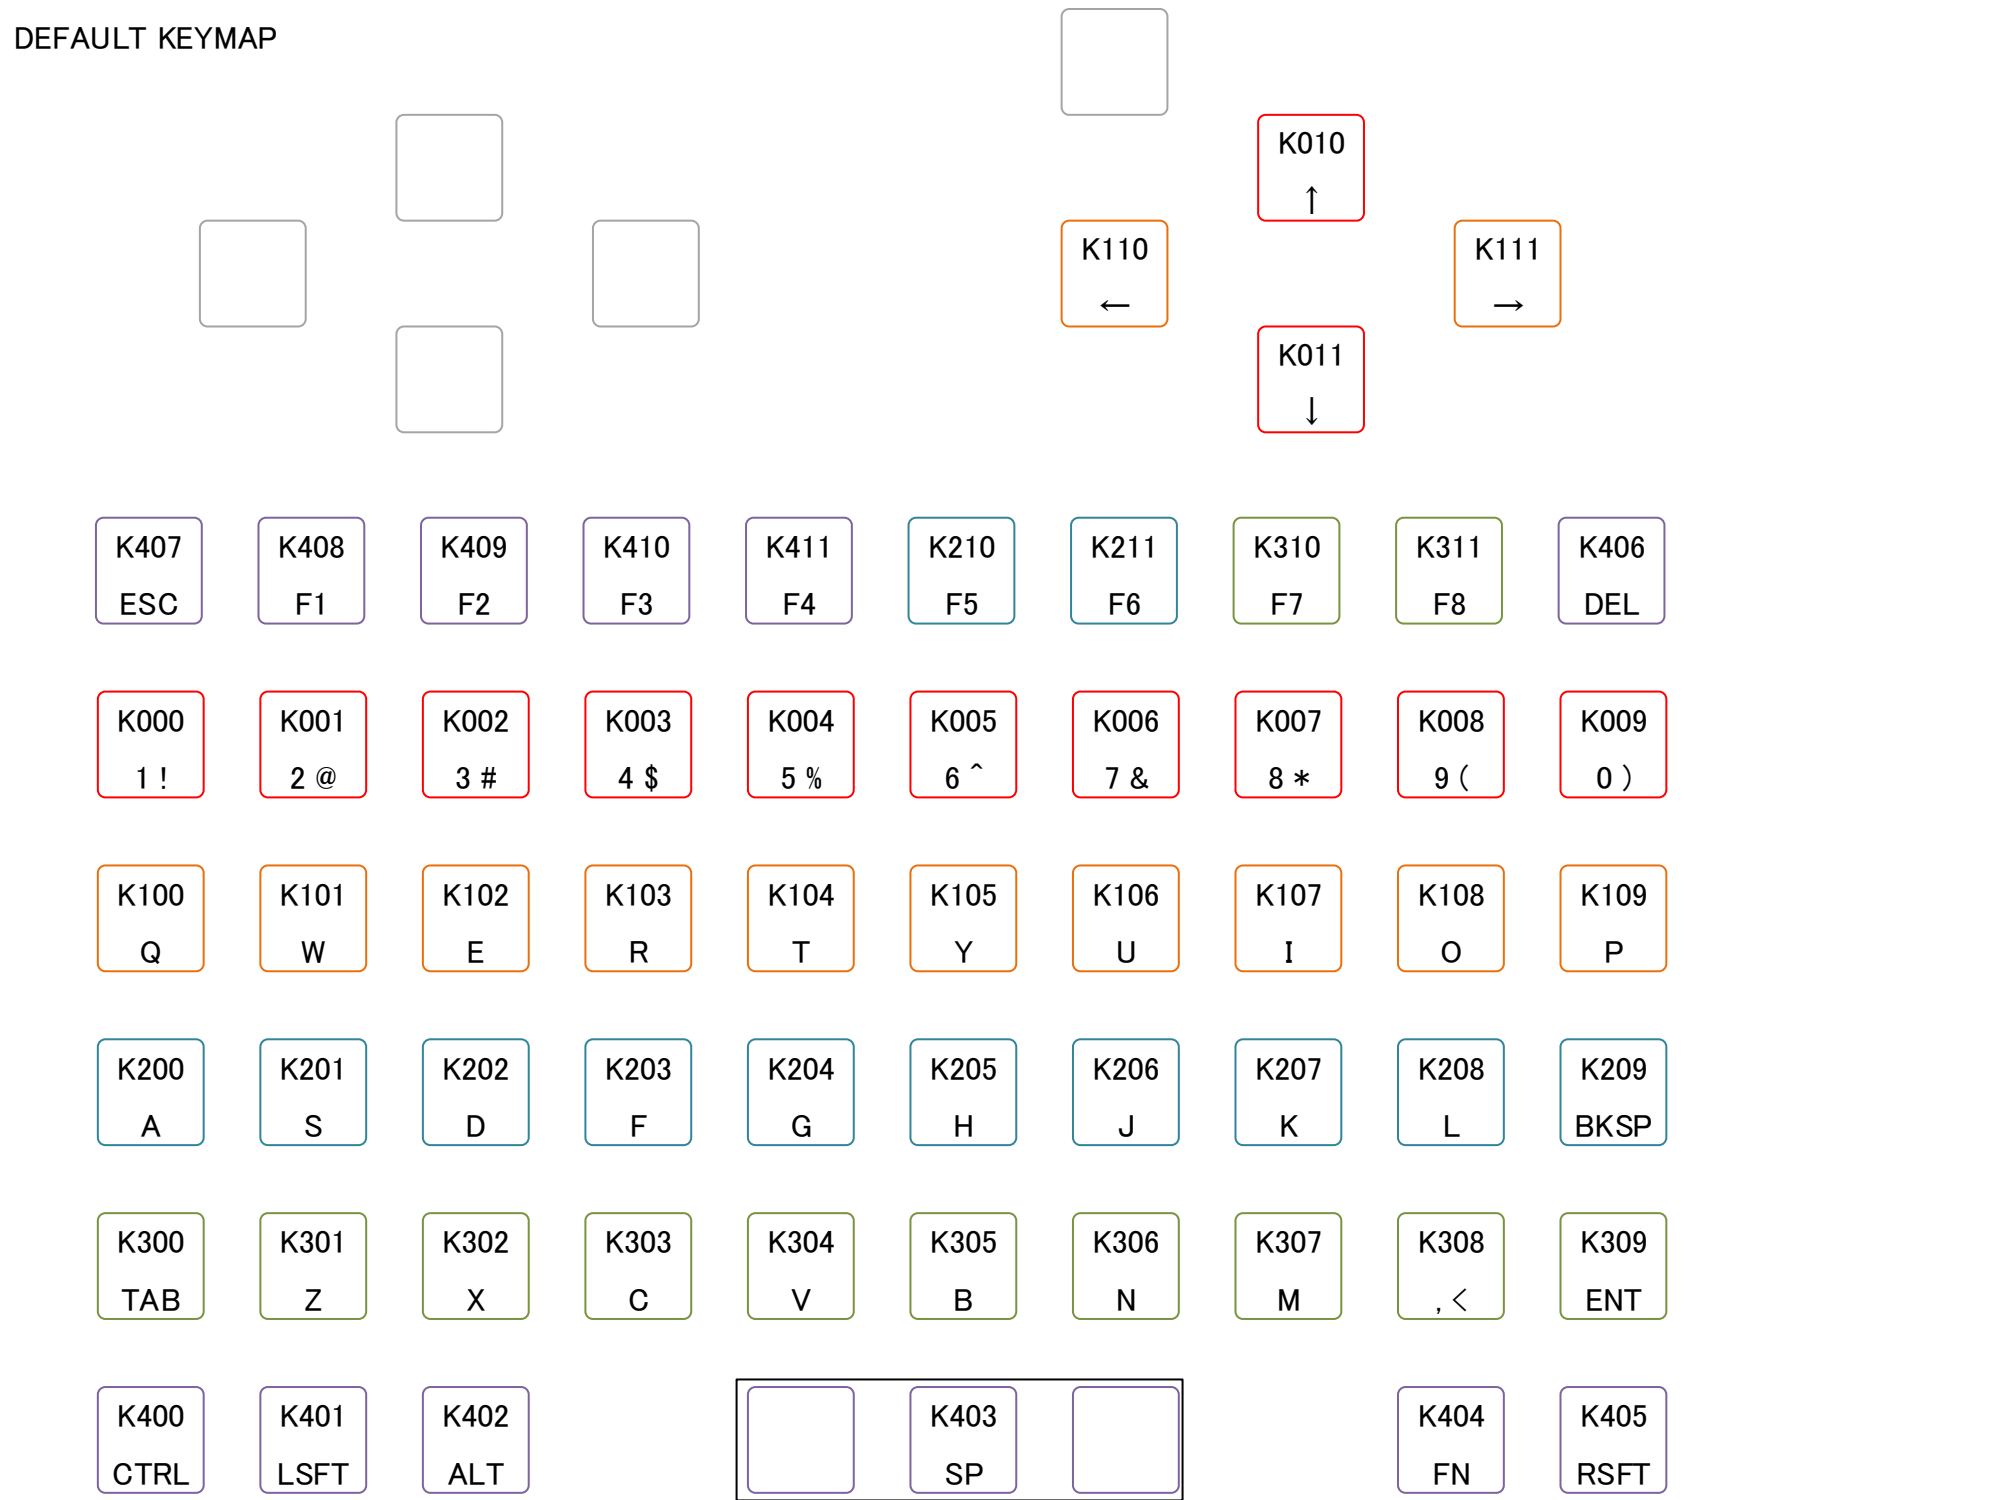 DEFAULT KEYMAP
K010
↑
K110 K111
← →
K011
↓
K407 K408 K409 K410 K411 K210 K211 K310 K311 K406
ESC F1 F2 F3 F4 F5 F6 F7 F8 DEL
K000 K001 K002 K003 K004 K005 K006 K007 K008 K009
1 ! 2 @ 3 # 4 $ 5 % 6 ^ 7 & 8 * 9 ( 0 )
K100 K101 K102 K103 K104 K105 K106 K107 K108 K109
Q W E R T Y U I O P
K200 K201 K202 K203 K204 K205 K206 K207 K208 K209
A S D F G H J K L BKSP
K300 K301 K302 K303 K304 K305 K306 K307 K308 K309
TAB Z X C V B N M , < ENT
K400 K401 K402 K403 K404 K405
CTRL LSFT ALT SP FN RSFT